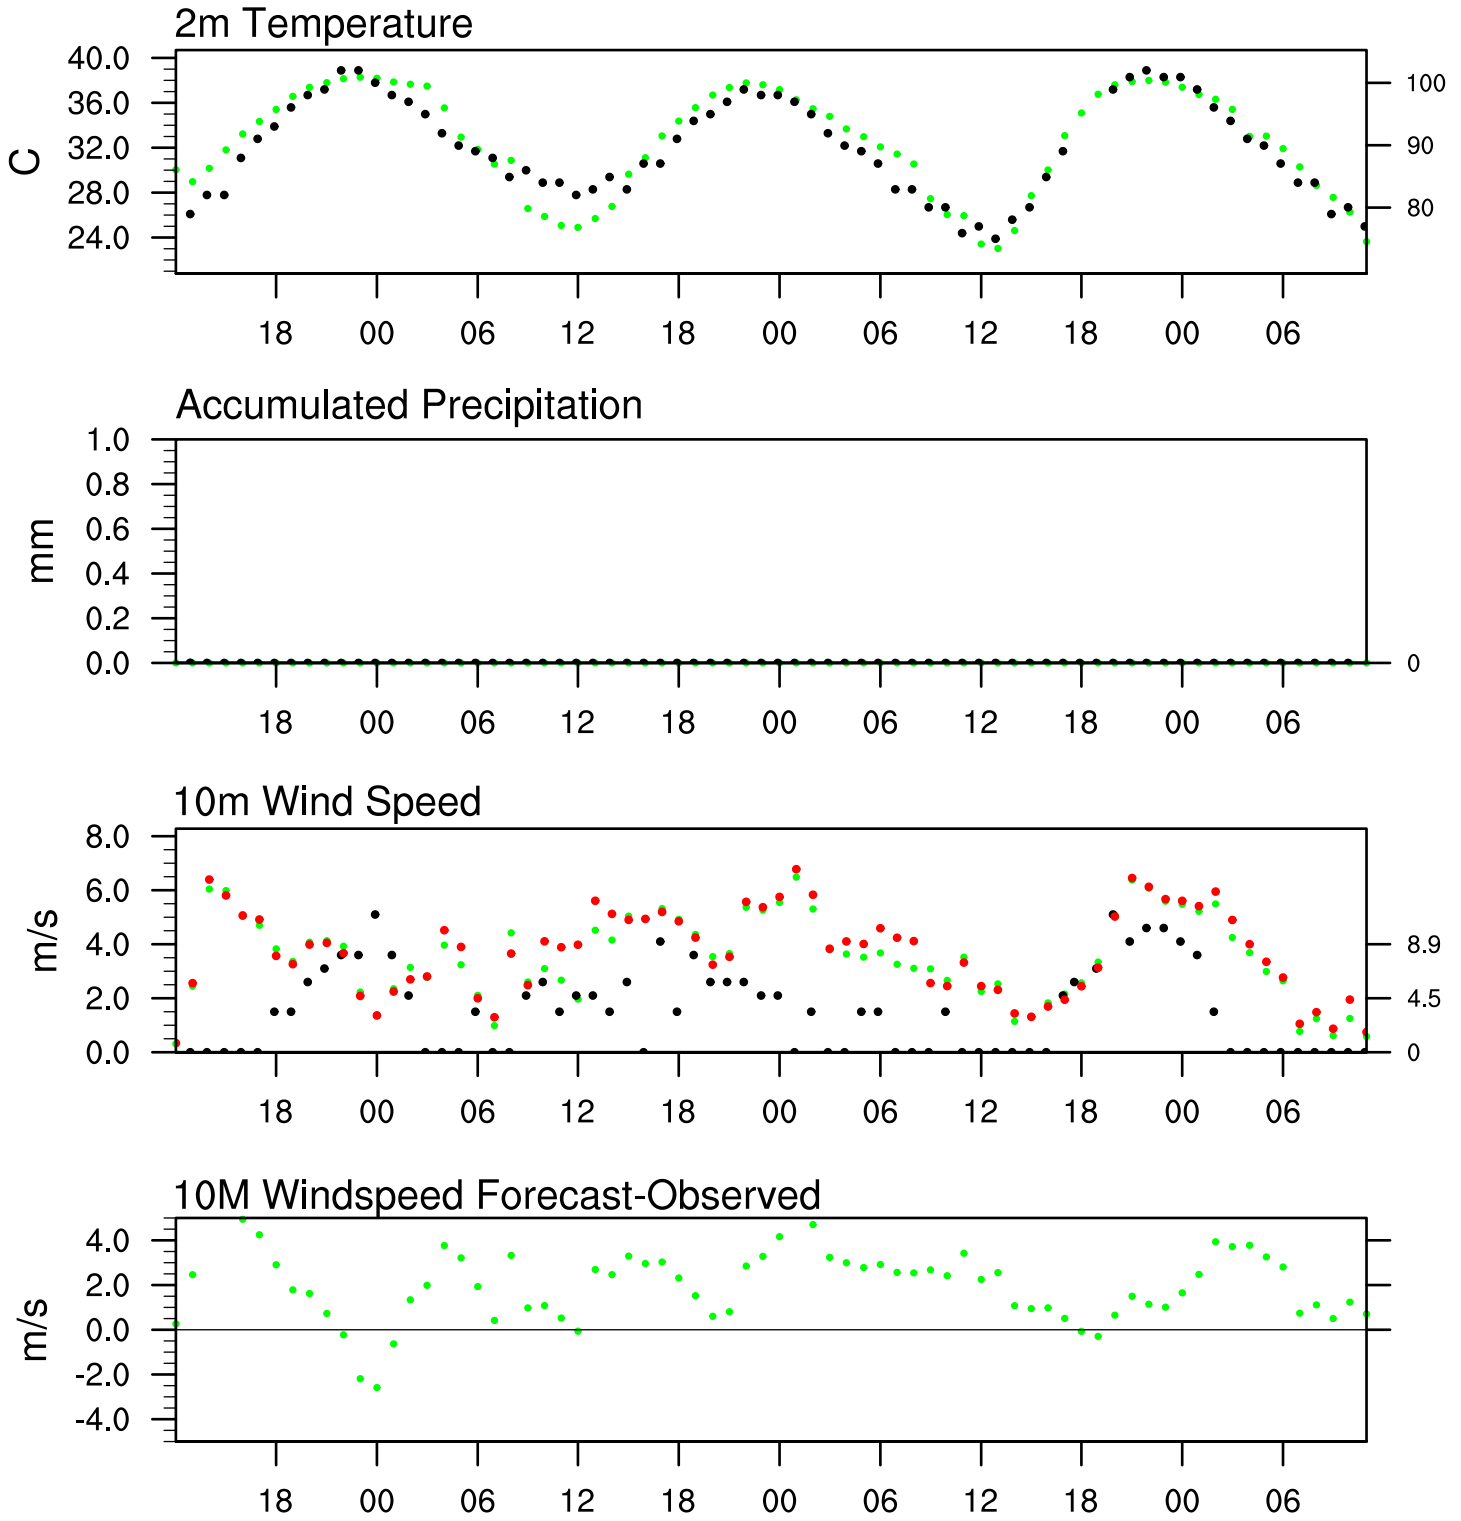 2m Temperature
40.0
36.0
32.0
28.0
24.0
C
100
90
80
18 00 06 12 18 00 06 12 18 00 06
Accumulated Precipitation
1.0
0.8
0.6
0.4
0.2
0.0
mm
0
18 00 06 12 18 00 06 12 18 00 06
10m Wind Speed
8.0
6.0
4.0
2.0
0.0
m/s
8.9
4.5
0
18 00 06 12 18 00 06 12 18 00 06
10M Windspeed Forecast-Observed
4.0
2.0
0.0
-2.0
-4.0
m/s
18 00 06 12 18 00 06 12 18 00 06